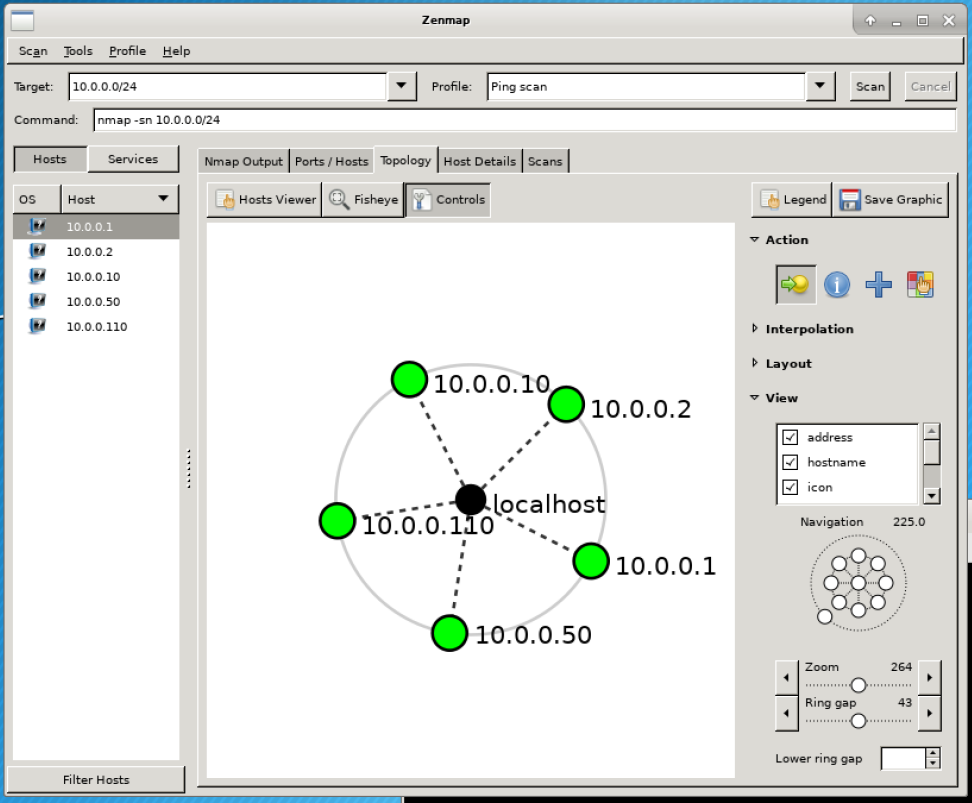 Zenmap
Scan Tools Profile Help
Target: 10.0.0.0/24 Profile: Ping scan Scan Cancel
Command: nmap -sn 10.0.0.0/24
Hosts Services
Nmap Output Ports / Hosts Topology Host Details Scans
OS Host
10.0.0.1
10.0.0.2
10.0.0.10
10.0.0.50
10.0.0.110
Filter Hosts
Hosts Viewer Fisheye Controls Legend Save Graphic
10.0.0.10
10.0.0.2
localhost
10.0.0.110
10.0.0.1
10.0.0.50
Action
Interpolation
Layout
View
address
hostname
icon
Navigation 225.0
Zoom 264
Ring gap 43
Lower ring gap